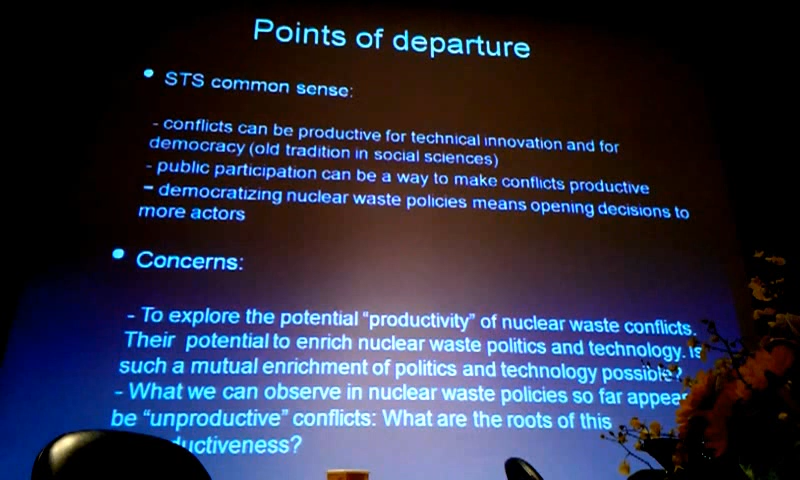 Points of departure
• STS common sense:
- conflicts can be productive for technical innovation and for
democracy (old tradition in social sciences)
- public participation can be a way to make conflicts productive
- democratizing nuclear waste policies means opening decisions to
more actors
• Concerns:
- To explore the potential "productivity" of nuclear waste conflicts.
Their potential to enrich nuclear waste politics and technology. Is
such a mutual enrichment of politics and technology possible?
- What we can observe in nuclear waste policies so far appear
be "unproductive" conflicts: What are the roots of this
ductiveness?